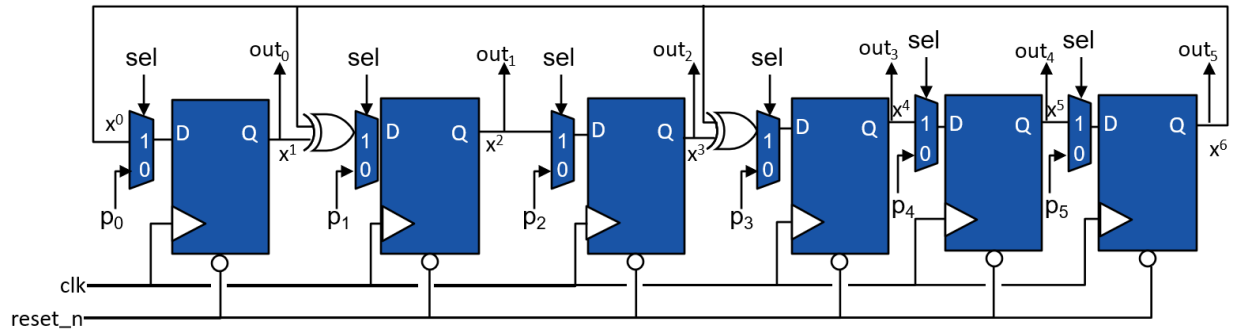 sel out₀ sel out₁ sel out₂ sel out₃ sel out₄ sel out₅
x⁰ 1 0 D Q x¹ 1 0 D Q x² 1 0 D Q x³ 1 0 D Q x⁴ 1 0 D Q x⁵ 1 0 D Q x⁶
p₀ p₁ p₂ p₃ p₄ p₅
clk
reset_n